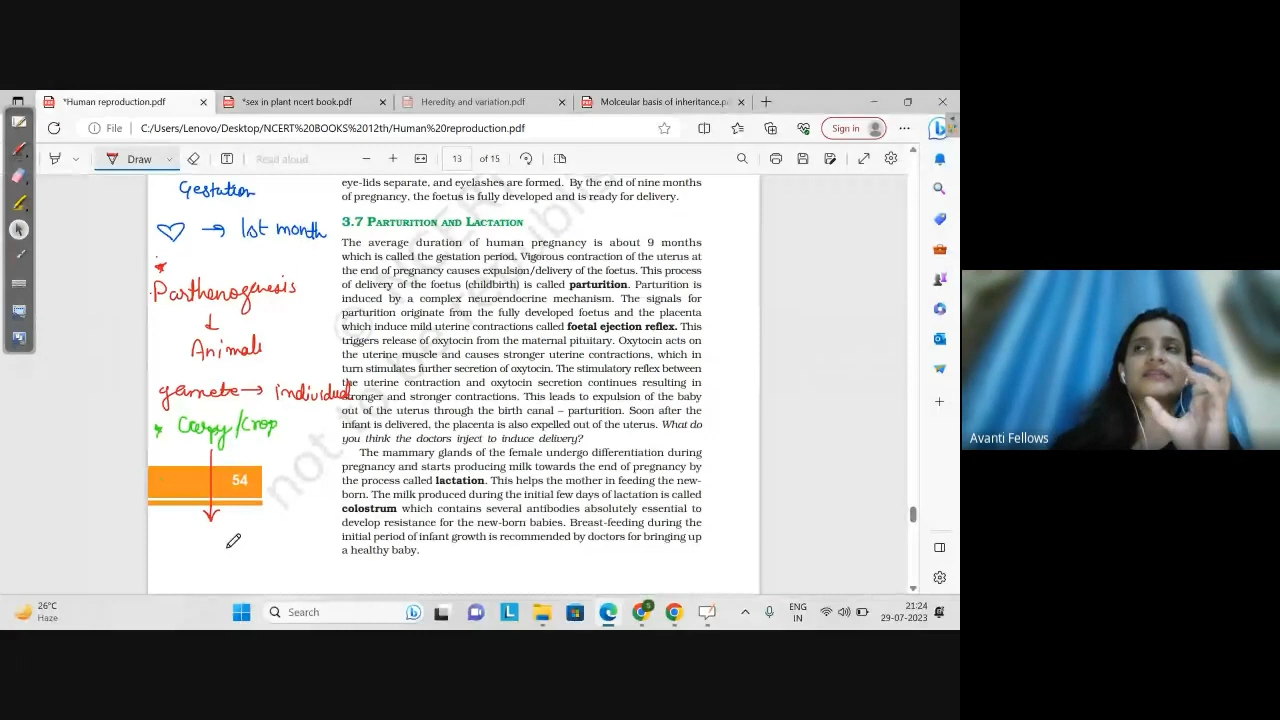 *Human reproduction.pdf
*sex in plant ncert book.pdf
Heredity and variation.pdf
Molceular basis of inheritance.p
File
C:/Users/Lenovo/Desktop/NCERT%20BOOKS%2012th/Human%20reproduction.pdf
Sign in
Draw
Read aloud
13 of 15
Gestation
→ 1st month
Parthenogenesis
Animals
gamete → individual
/Crop
54
eye-lids separate, and eyelashes are formed. By the end of nine months
of pregnancy, the foetus is fully developed and is ready for delivery.
3.7 PARTURITION AND LACTATION
The average duration of human pregnancy is about 9 months
which is called the gestation period. Vigorous contraction of the uterus at
the end of pregnancy causes expulsion/delivery of the foetus. This process
of delivery of the foetus (childbirth) is called parturition. Parturition is
induced by a complex neuroendocrine mechanism. The signals for
parturition originate from the fully developed foetus and the placenta
which induce mild uterine contractions called foetal ejection reflex. This
triggers release of oxytocin from the maternal pituitary. Oxytocin acts on
the uterine muscle and causes stronger uterine contractions, which in
turn stimulates further secretion of oxytocin. The stimulatory reflex between
the uterine contraction and oxytocin secretion continues resulting in
stronger and stronger contractions. This leads to expulsion of the baby
out of the uterus through the birth canal – parturition. Soon after the
infant is delivered, the placenta is also expelled out of the uterus. What do
you think the doctors inject to induce delivery?
The mammary glands of the female undergo differentiation during
pregnancy and starts producing milk towards the end of pregnancy by
the process called lactation. This helps the mother in feeding the new-
born. The milk produced during the initial few days of lactation is called
colostrum which contains several antibodies absolutely essential to
develop resistance for the new-born babies. Breast-feeding during the
initial period of infant growth is recommended by doctors for bringing up
a healthy baby.
not to be republis
Avanti Fellows
26°C
Haze
Search
ENG
IN
21:24
29-07-2023